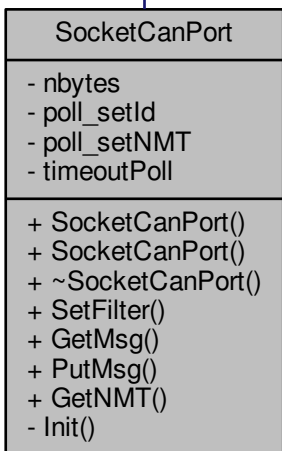 SocketCanPort
- nbytes
- poll_setId
- poll_setNMT
- timeoutPoll
+ SocketCanPort()
+ SocketCanPort()
+ ~SocketCanPort()
+ SetFilter()
+ GetMsg()
+ PutMsg()
+ GetNMT()
- Init()